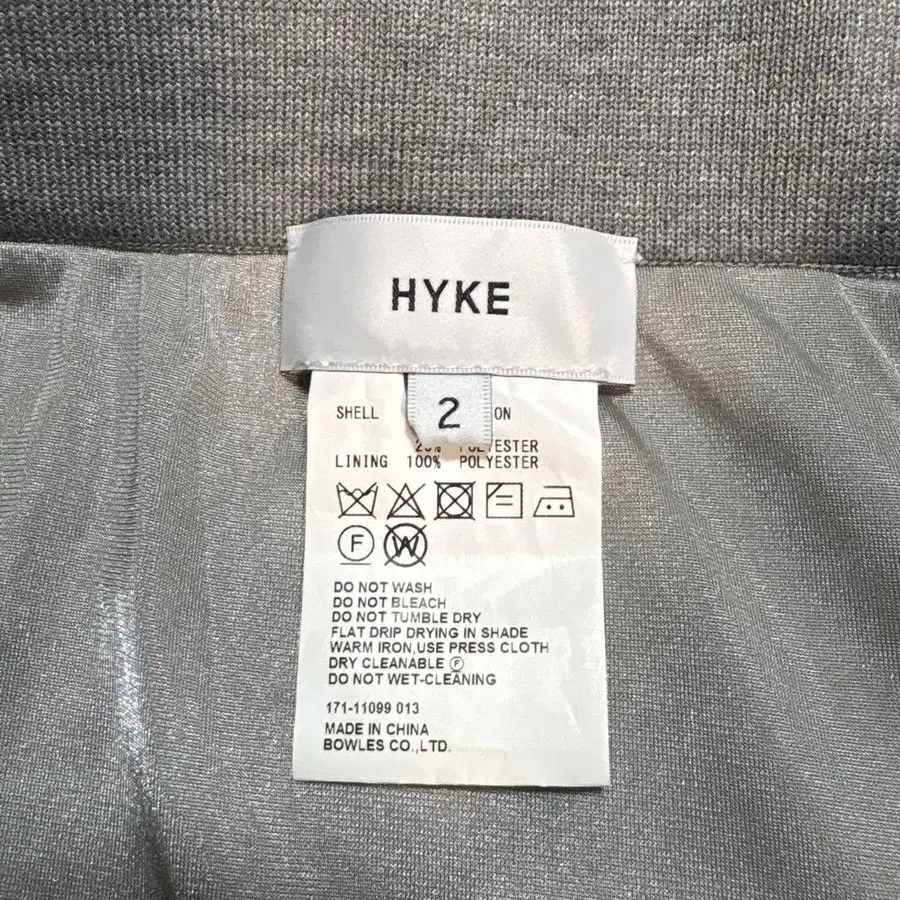 HYKE
2
SHELL ON
POLYESTER
LINING 100% POLYESTER
F W
DO NOT WASH
DO NOT BLEACH
DO NOT TUMBLE DRY
FLAT DRIP DRYING IN SHADE
WARM IRON,USE PRESS CLOTH
DRY CLEANABLE Ⓕ
DO NOT WET-CLEANING
171-11099 013
MADE IN CHINA
BOWLES CO.,LTD.